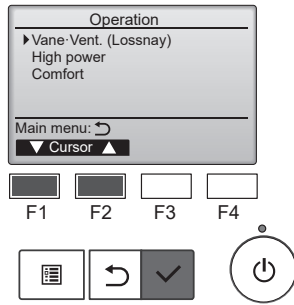 Operation
Vane·Vent. (Lossnay)
High power
Comfort
Main menu:
Cursor
F1 F2 F3 F4